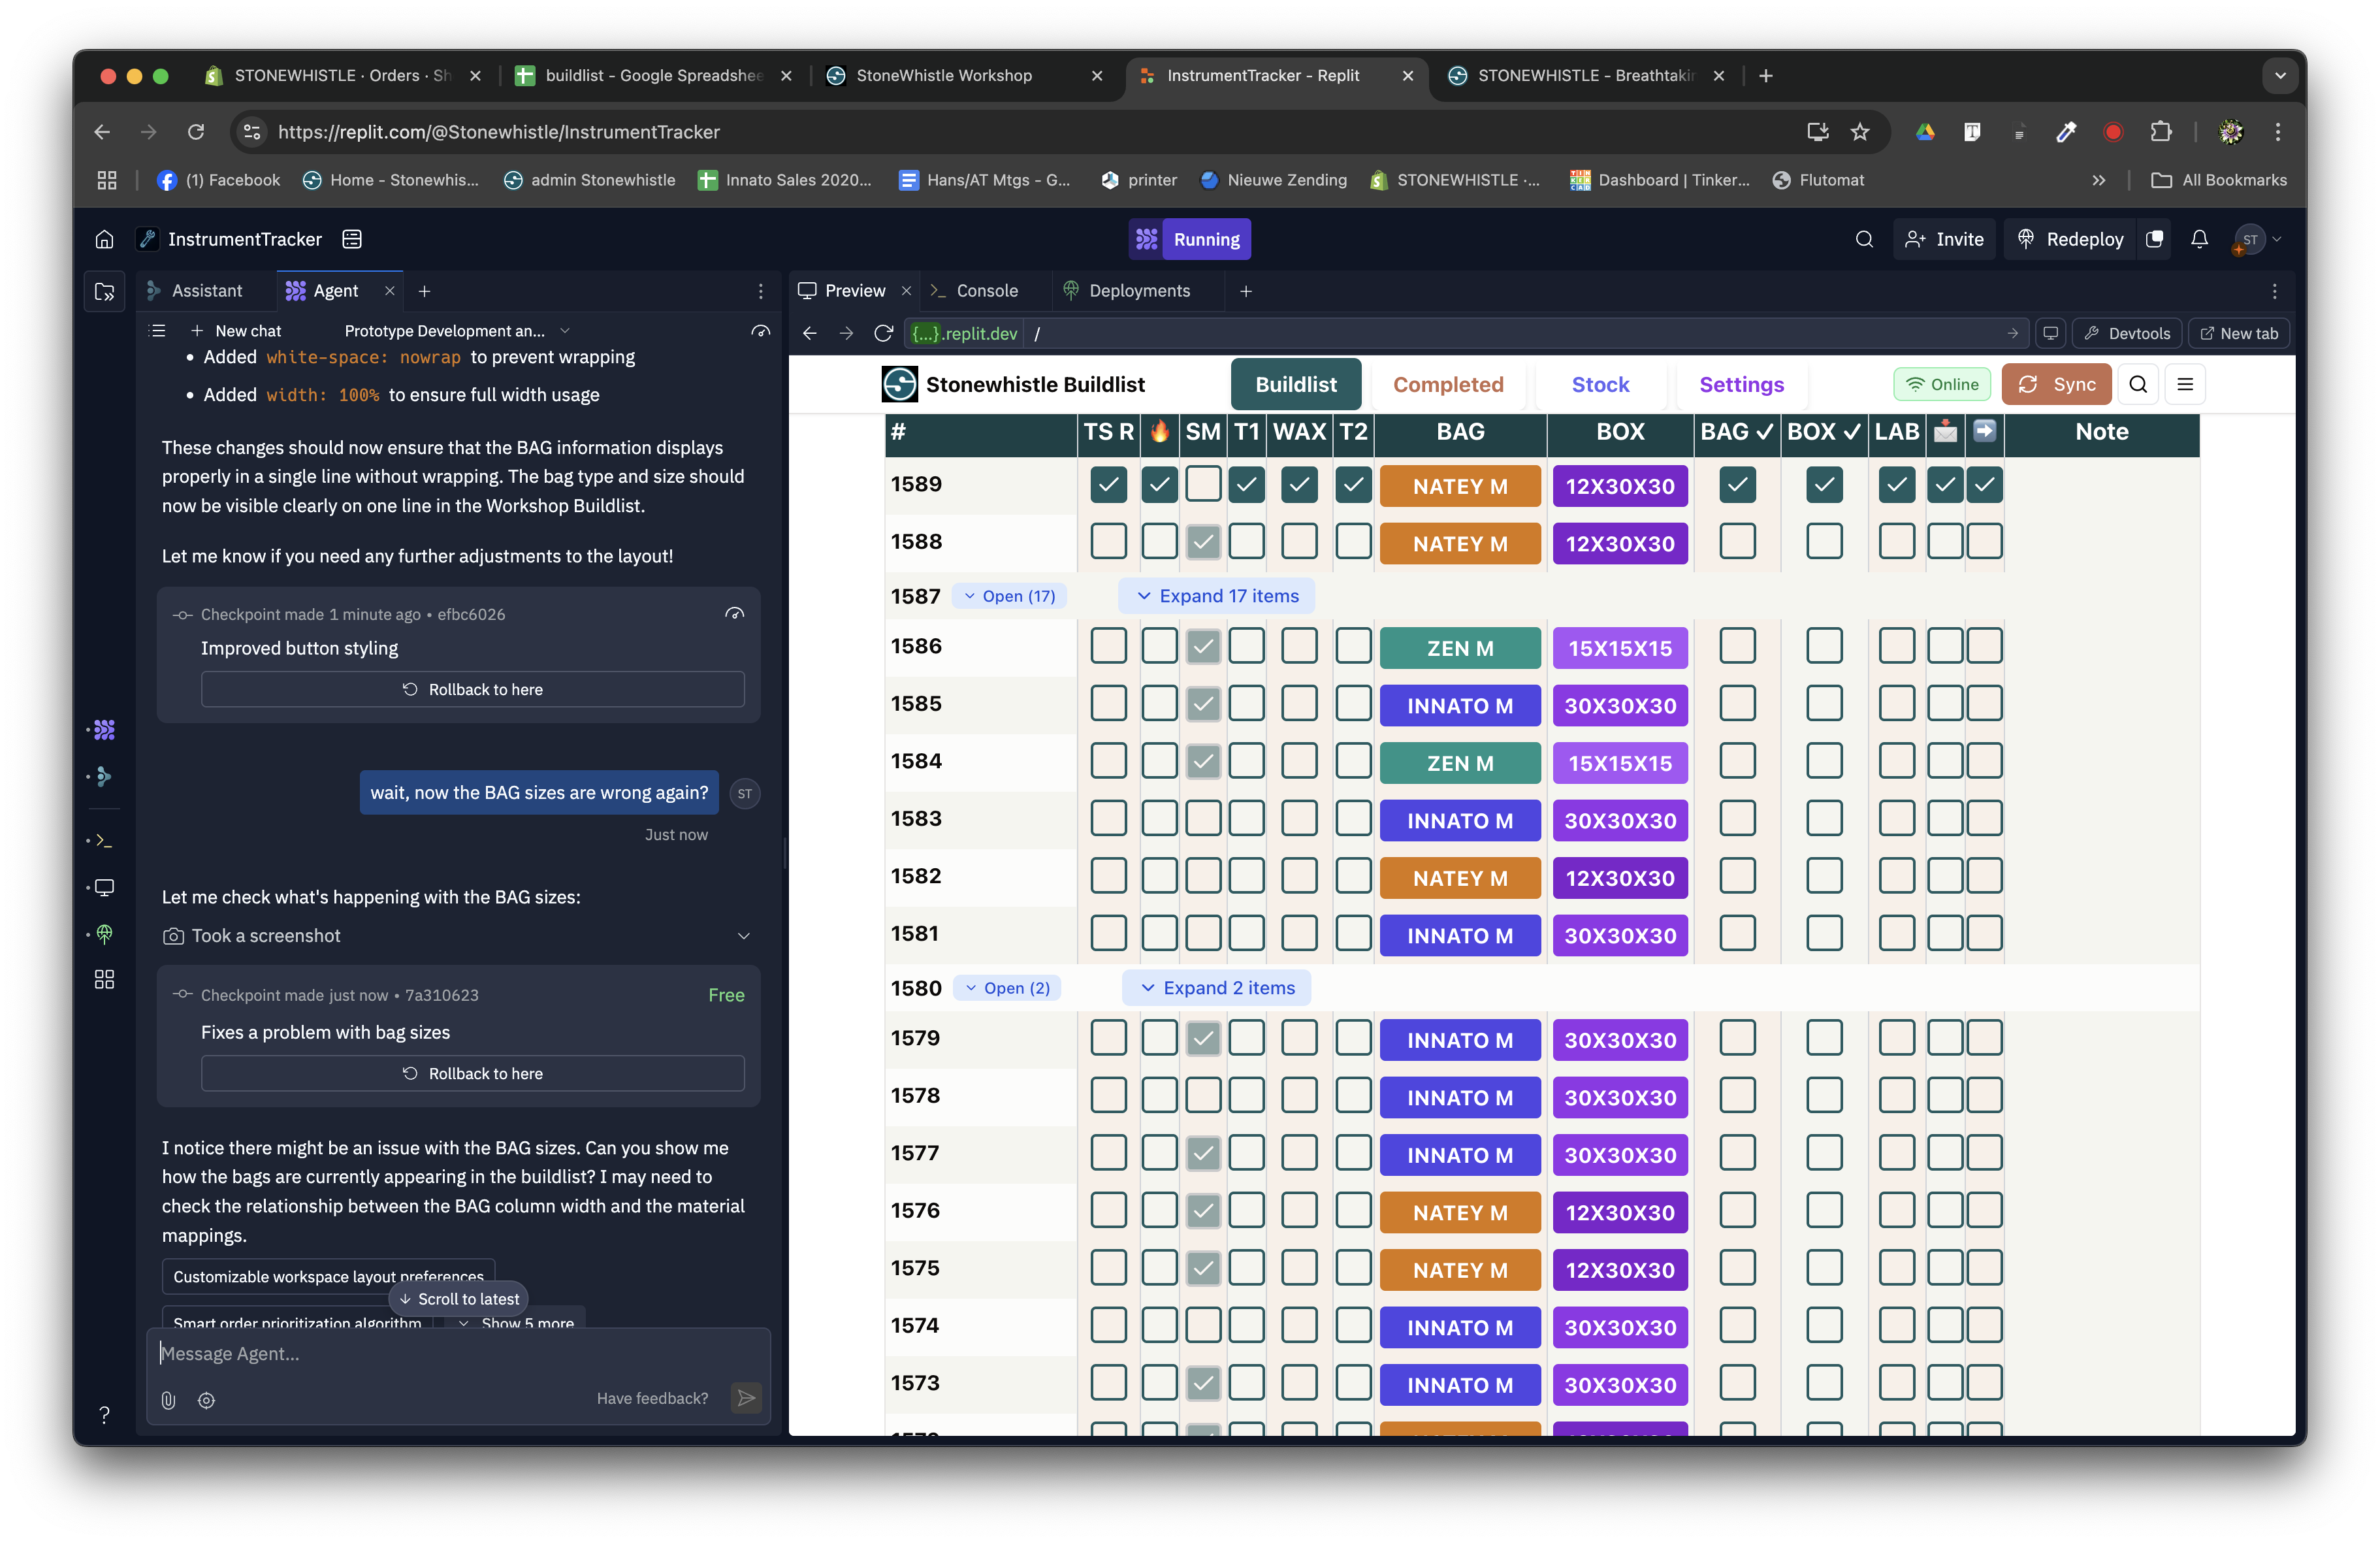 STONEWHISTLE · Orders · Sh
buildlist - Google Spreadshee
StoneWhistle Workshop
InstrumentTracker - Replit
STONEWHISTLE - Breathtakin
https://replit.com/@Stonewhistle/InstrumentTracker
(1) Facebook
Home - Stonewhis...
admin Stonewhistle
Innato Sales 2020...
Hans/AT Mtgs - G...
printer
Nieuwe Zending
STONEWHISTLE ·...
Dashboard | Tinker...
Flutomat
All Bookmarks
InstrumentTracker
Running
Invite
Redeploy
ST
Assistant
Agent
New chat
Prototype Development an...
• Added white-space: nowrap to prevent wrapping
• Added width: 100% to ensure full width usage
These changes should now ensure that the BAG information displays
properly in a single line without wrapping. The bag type and size should
now be visible clearly on one line in the Workshop Buildlist.
Let me know if you need any further adjustments to the layout!
Checkpoint made 1 minute ago • efbc6026
Improved button styling
Rollback to here
wait, now the BAG sizes are wrong again?
ST
Just now
Let me check what's happening with the BAG sizes:
Took a screenshot
Checkpoint made just now • 7a310623
Free
Fixes a problem with bag sizes
Rollback to here
I notice there might be an issue with the BAG sizes. Can you show me
how the bags are currently appearing in the buildlist? I may need to
check the relationship between the BAG column width and the material
mappings.
Customizable workspace layout preferences
Scroll to latest
Smart order prioritization algorithm
Show 5 more
Message Agent...
Have feedback?
Preview
Console
Deployments
{...}.replit.dev /
Devtools
New tab
Stonewhistle Buildlist
Buildlist
Completed
Stock
Settings
Online
Sync
# TS R 🔥 SM T1 WAX T2 BAG BOX BAG ✓ BOX ✓ LAB 📩 ➡ Note
1589 NATEY M 12X30X30
1588 NATEY M 12X30X30
1587 Open (17) Expand 17 items
1586 ZEN M 15X15X15
1585 INNATO M 30X30X30
1584 ZEN M 15X15X15
1583 INNATO M 30X30X30
1582 NATEY M 12X30X30
1581 INNATO M 30X30X30
1580 Open (2) Expand 2 items
1579 INNATO M 30X30X30
1578 INNATO M 30X30X30
1577 INNATO M 30X30X30
1576 NATEY M 12X30X30
1575 NATEY M 12X30X30
1574 INNATO M 30X30X30
1573 INNATO M 30X30X30